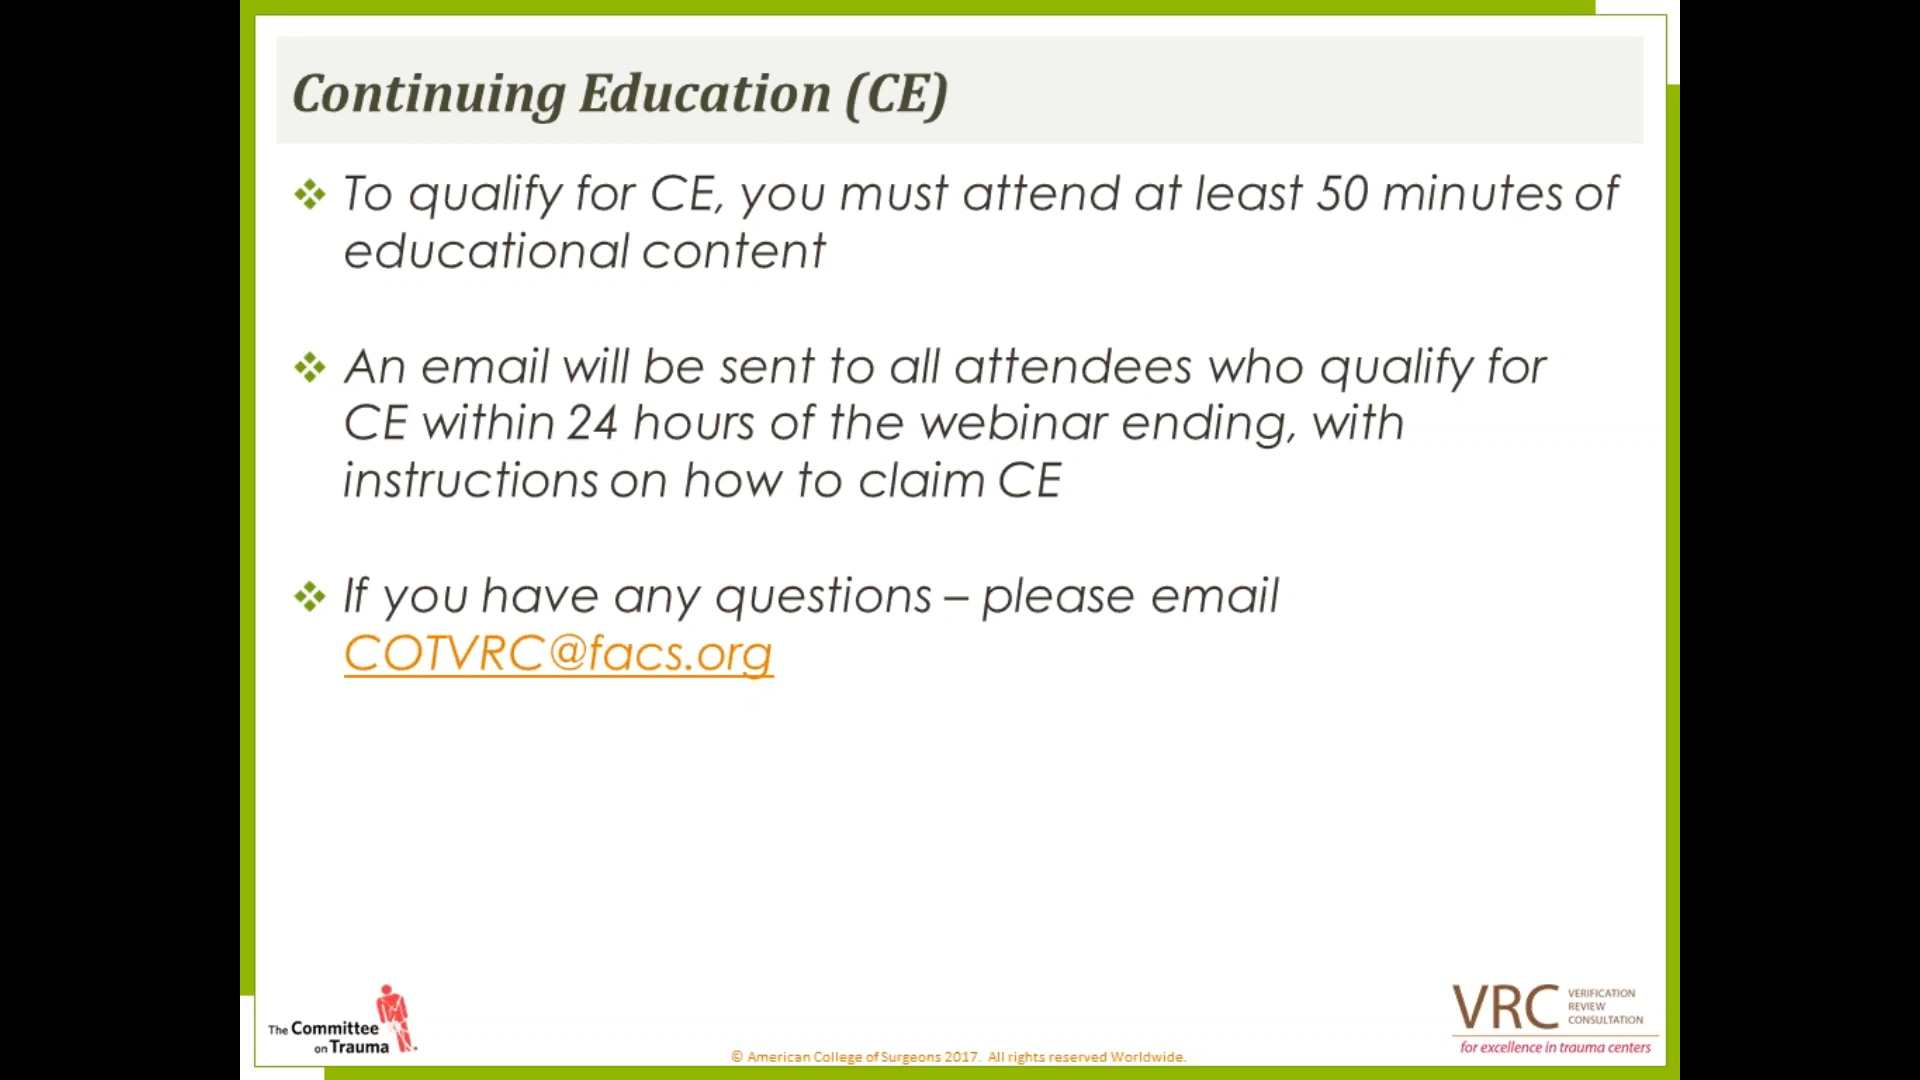 Continuing Education (CE)
To qualify for CE, you must attend at least 50 minutes of
educational content
An email will be sent to all attendees who qualify for
CE within 24 hours of the webinar ending, with
instructions on how to claim CE
If you have any questions – please email
COTVRC@facs.org
The Committee
on Trauma
© American College of Surgeons 2017. All rights reserved Worldwide.
VRC
VERIFICATION
REVIEW
CONSULTATION
for excellence in trauma centers